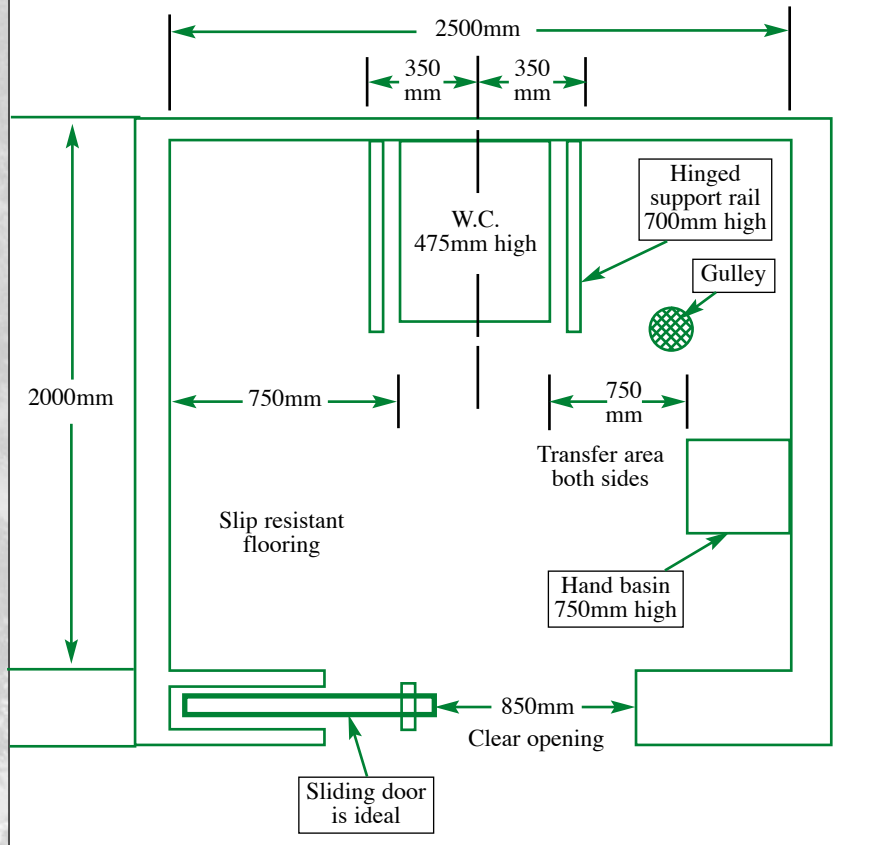 2500mm
350
mm
350
mm
Hinged
support rail
700mm high
W.C.
475mm high
Gulley
2000mm
750mm
750
mm
Transfer area
both sides
Slip resistant
flooring
Hand basin
750mm high
850mm
Clear opening
Sliding door
is ideal